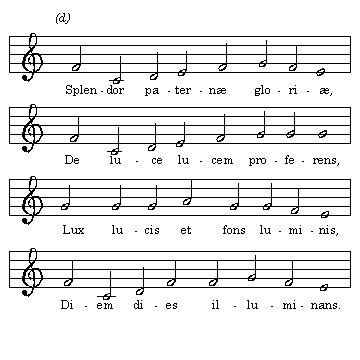 (d.)
Splen - dor pa - ter - næ glo - ri - æ,
De lu - ce lu - cem pro - fe - rens,
Lux lu - cis et fons lu - mi - nis,
Di - em di - es il - lu - mi - nans.